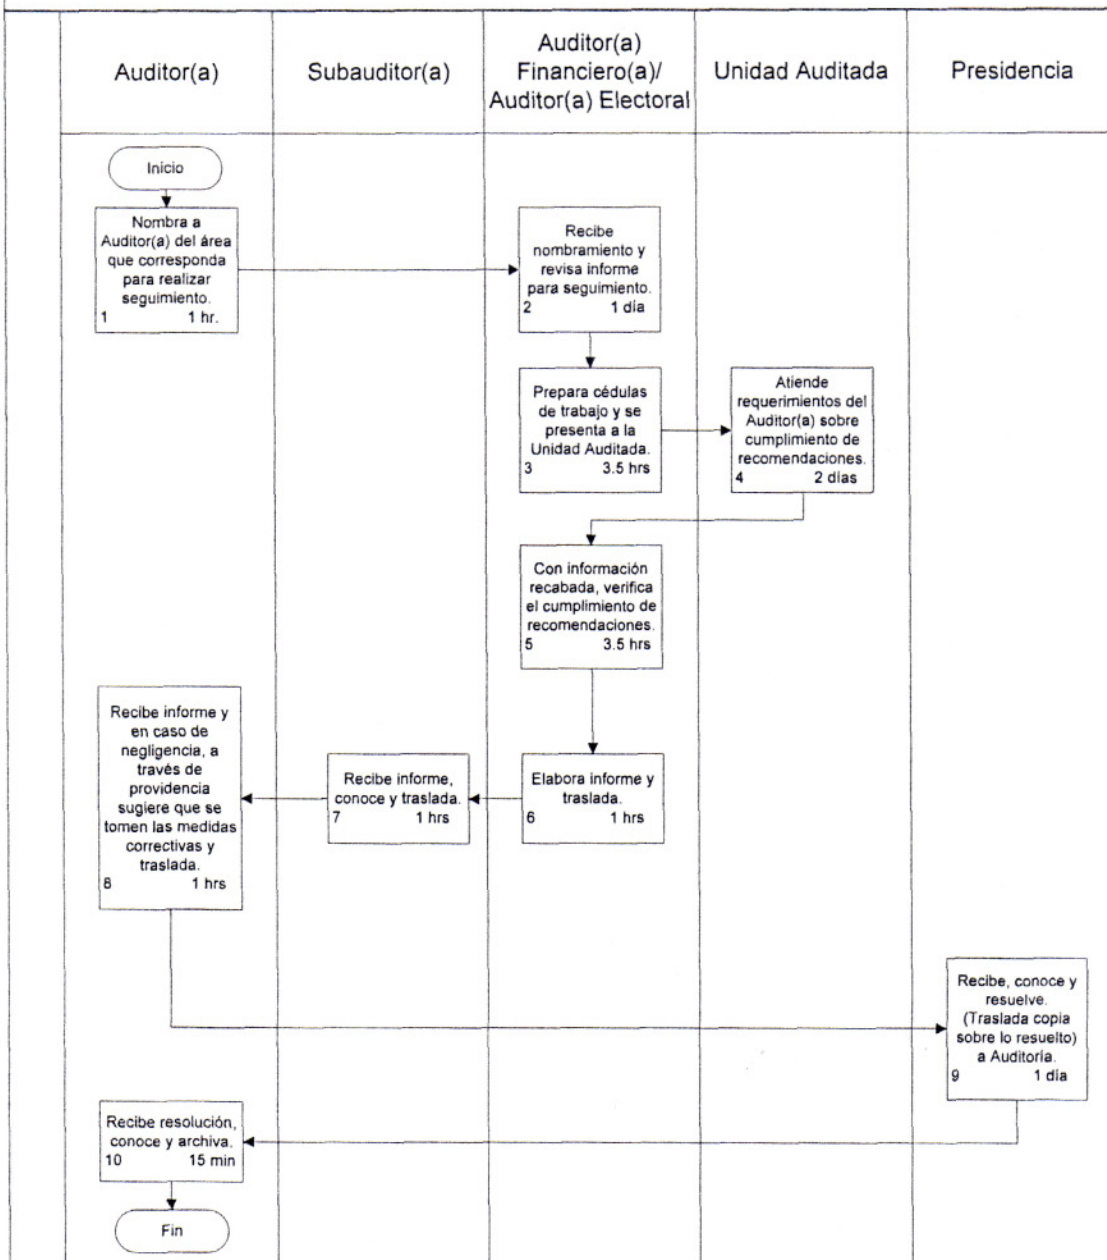 Auditor(a)
Subauditor(a)
Auditor(a)
Financiero(a)/
Auditor(a) Electoral
Unidad Auditada
Presidencia
Inicio
Nombra a
Auditor(a) del área
que corresponda
para realizar
seguimiento.
1 1 hr.
Recibe
nombramiento y
revisa informe
para seguimiento.
2 1 día
Prepara cédulas
de trabajo y se
presenta a la
Unidad Auditada.
3 3.5 hrs
Atiende
requerimientos del
Auditor(a) sobre
cumplimiento de
recomendaciones.
4 2 días
Con información
recabada, verifica
el cumplimiento de
recomendaciones.
5 3.5 hrs
Elabora informe y
traslada.
6 1 hrs
Recibe informe,
conoce y traslada.
7 1 hrs
Recibe informe y
en caso de
negligencia, a
través de
providencia
sugiere que se
tomen las medidas
correctivas y
traslada.
8 1 hrs
Recibe, conoce y
resuelve.
(Traslada copia
sobre lo resuelto)
a Auditoría.
9 1 día
Recibe resolución,
conoce y archiva.
10 15 min
Fin